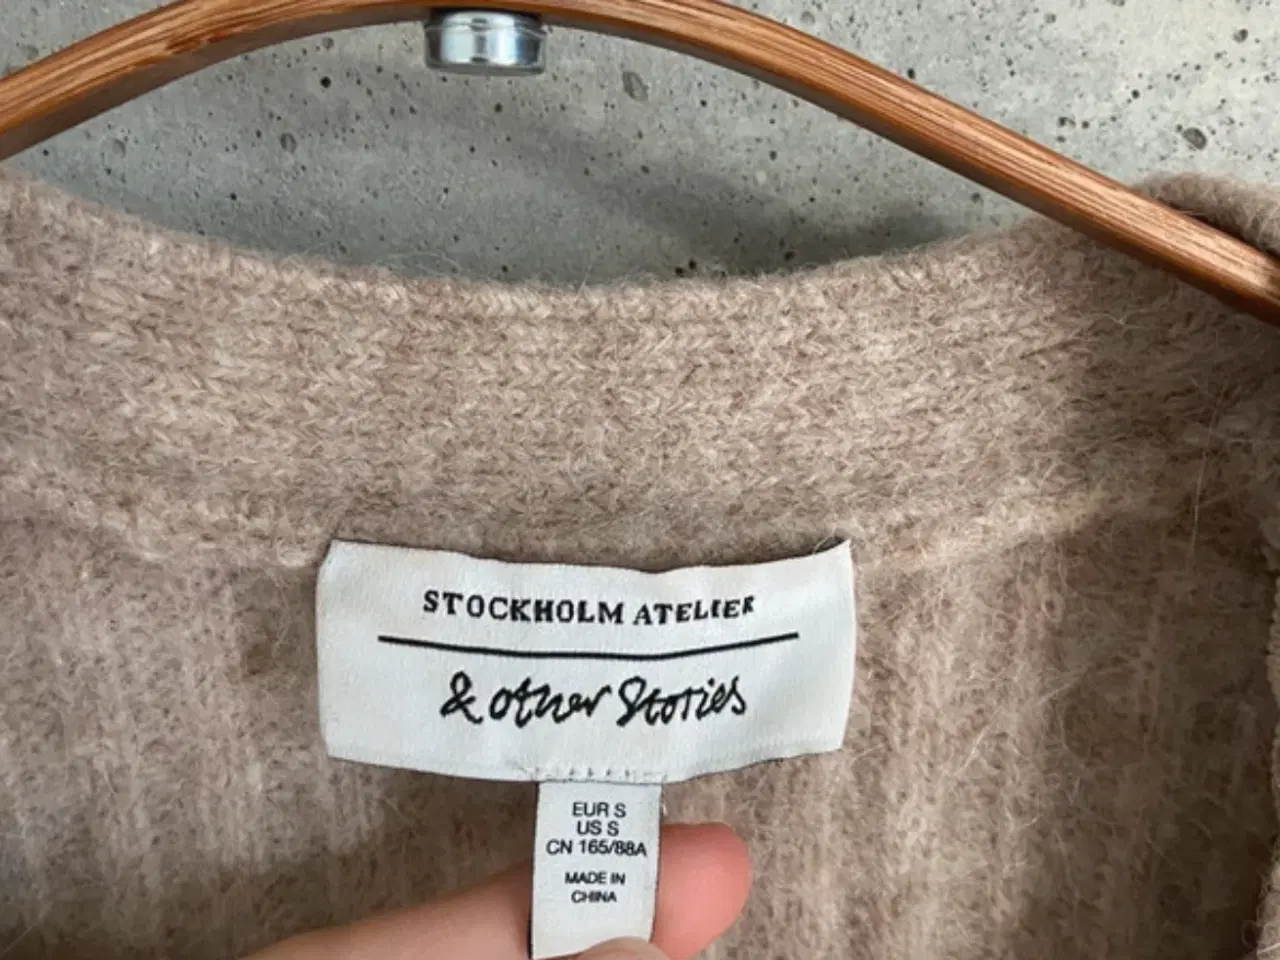 STOCKHOLM ATELIER
& other Stories
EUR S
US S
CN 165/88A
MADE IN
CHINA